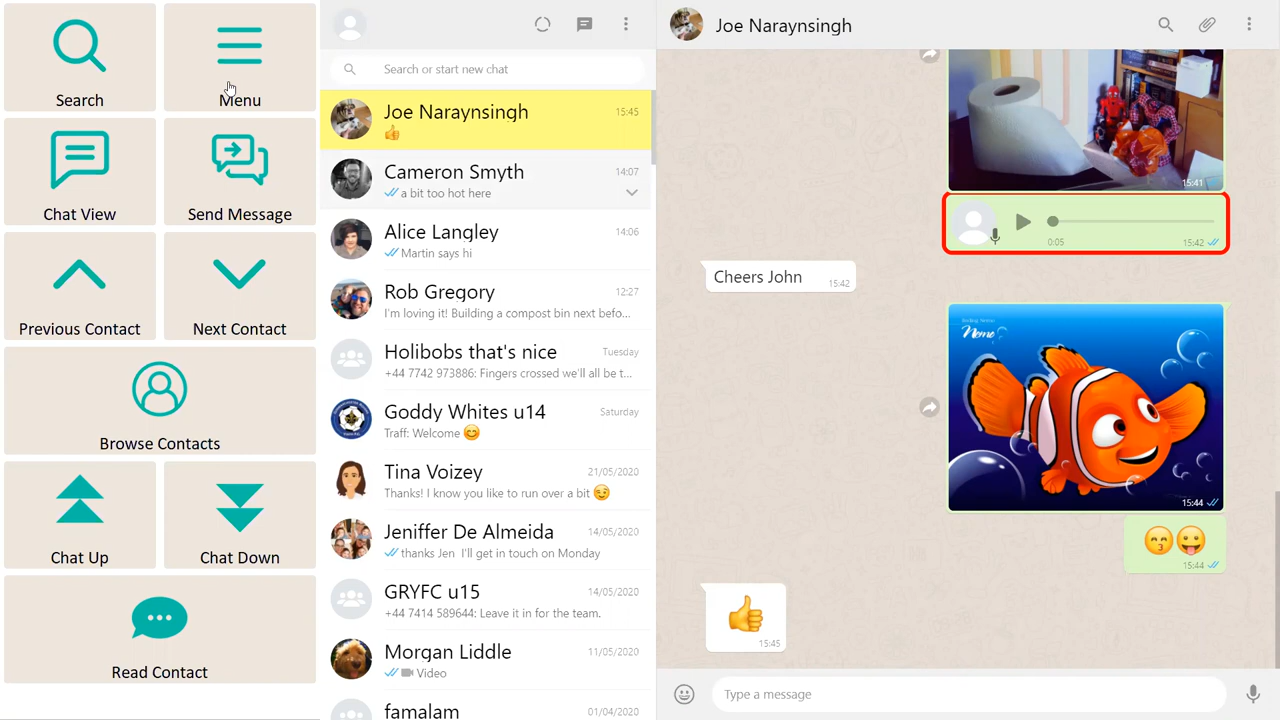 Search
Menu
Chat View
Send Message
Previous Contact
Next Contact
Browse Contacts
Chat Up
Chat Down
Read Contact
Search or start new chat
Joe Naraynsingh 15:45
👍
Cameron Smyth 14:07
a bit too hot here
Alice Langley 14:06
Martin says hi
Rob Gregory 12:27
I'm loving it! Building a compost bin next befo...
Holibobs that's nice Tuesday
+44 7742 973886: Fingers crossed we'll all be t...
Goddy Whites u14 Saturday
Traff: Welcome 😊
Tina Voizey 21/05/2020
Thanks! I know you like to run over a bit 😉
Jeniffer De Almeida 14/05/2020
thanks Jen I'll get in touch on Monday
GRYFC u15 14/05/2020
+44 7414 589644: Leave it in for the team.
Morgan Liddle 11/05/2020
Video
famalam 01/04/2020
Joe Naraynsingh
15:41
0:05 15:42
Cheers John 15:42
Finding Nemo
Nemo
15:44
😙😛
15:44
👍
15:45
Type a message